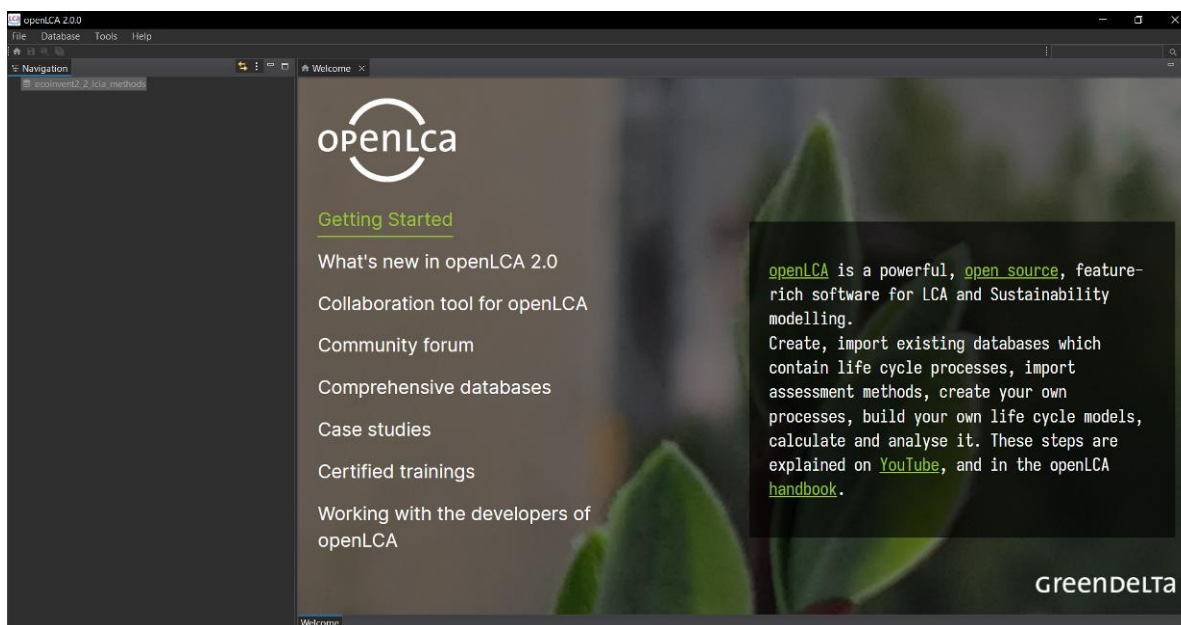 openLCA 2.0.0
File Database Tools Help
Navigation
Welcome
ecoinvent2_2_lcia_methods
openLca
Getting Started
What's new in openLCA 2.0
Collaboration tool for openLCA
Community forum
Comprehensive databases
Case studies
Certified trainings
Working with the developers of
openLCA
openLCA is a powerful, open source, feature-
rich software for LCA and Sustainability
modelling.
Create, import existing databases which
contain life cycle processes, import
assessment methods, create your own
processes, build your own life cycle models,
calculate and analyse it. These steps are
explained on YouTube, and in the openLCA
handbook.
GreenDeLTa
Welcome